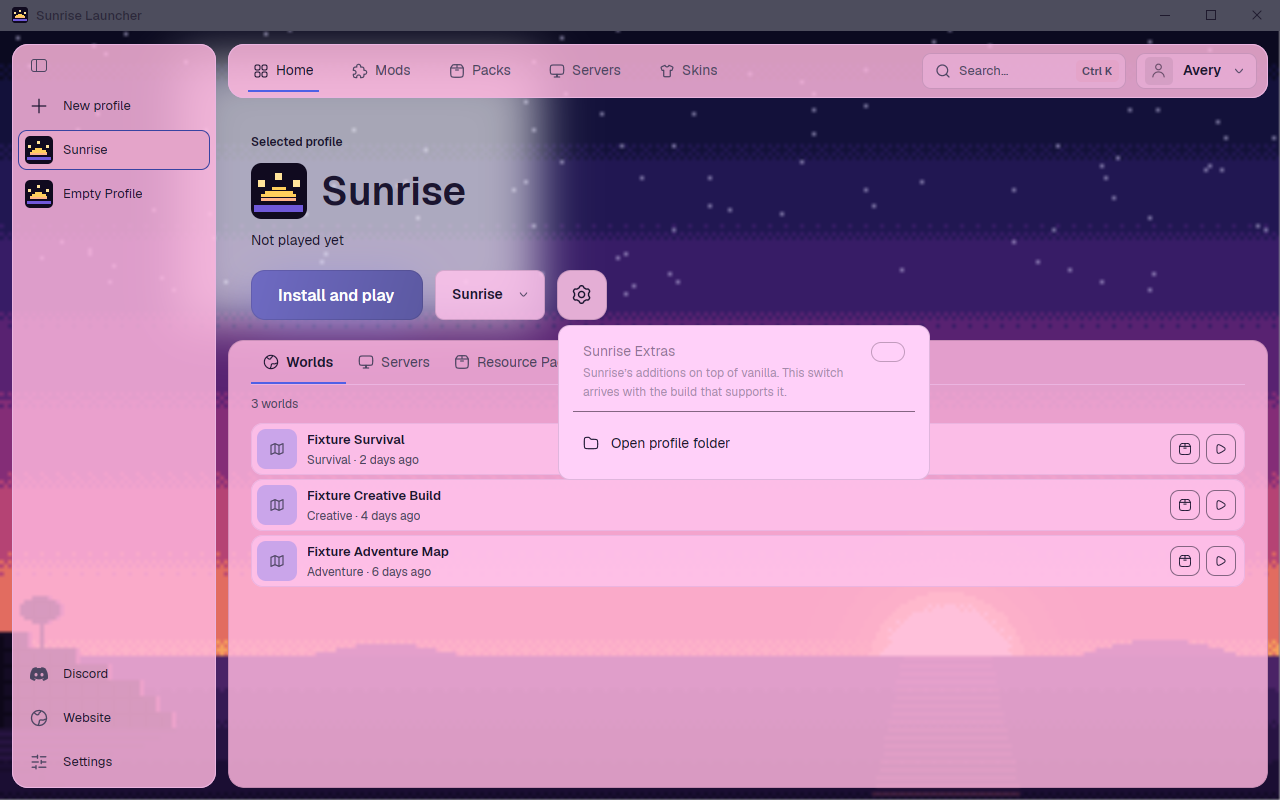 Sunrise Launcher
New profile
Sunrise
Empty Profile
Discord
Website
Settings
Home
Mods
Packs
Servers
Skins
Search...
Ctrl K
Avery
Selected profile
Sunrise
Not played yet
Install and play
Sunrise
Sunrise Extras
Sunrise's additions on top of vanilla. This switch
arrives with the build that supports it.
Open profile folder
Worlds
Servers
Resource Pa
3 worlds
Fixture Survival
Survival · 2 days ago
Fixture Creative Build
Creative · 4 days ago
Fixture Adventure Map
Adventure · 6 days ago